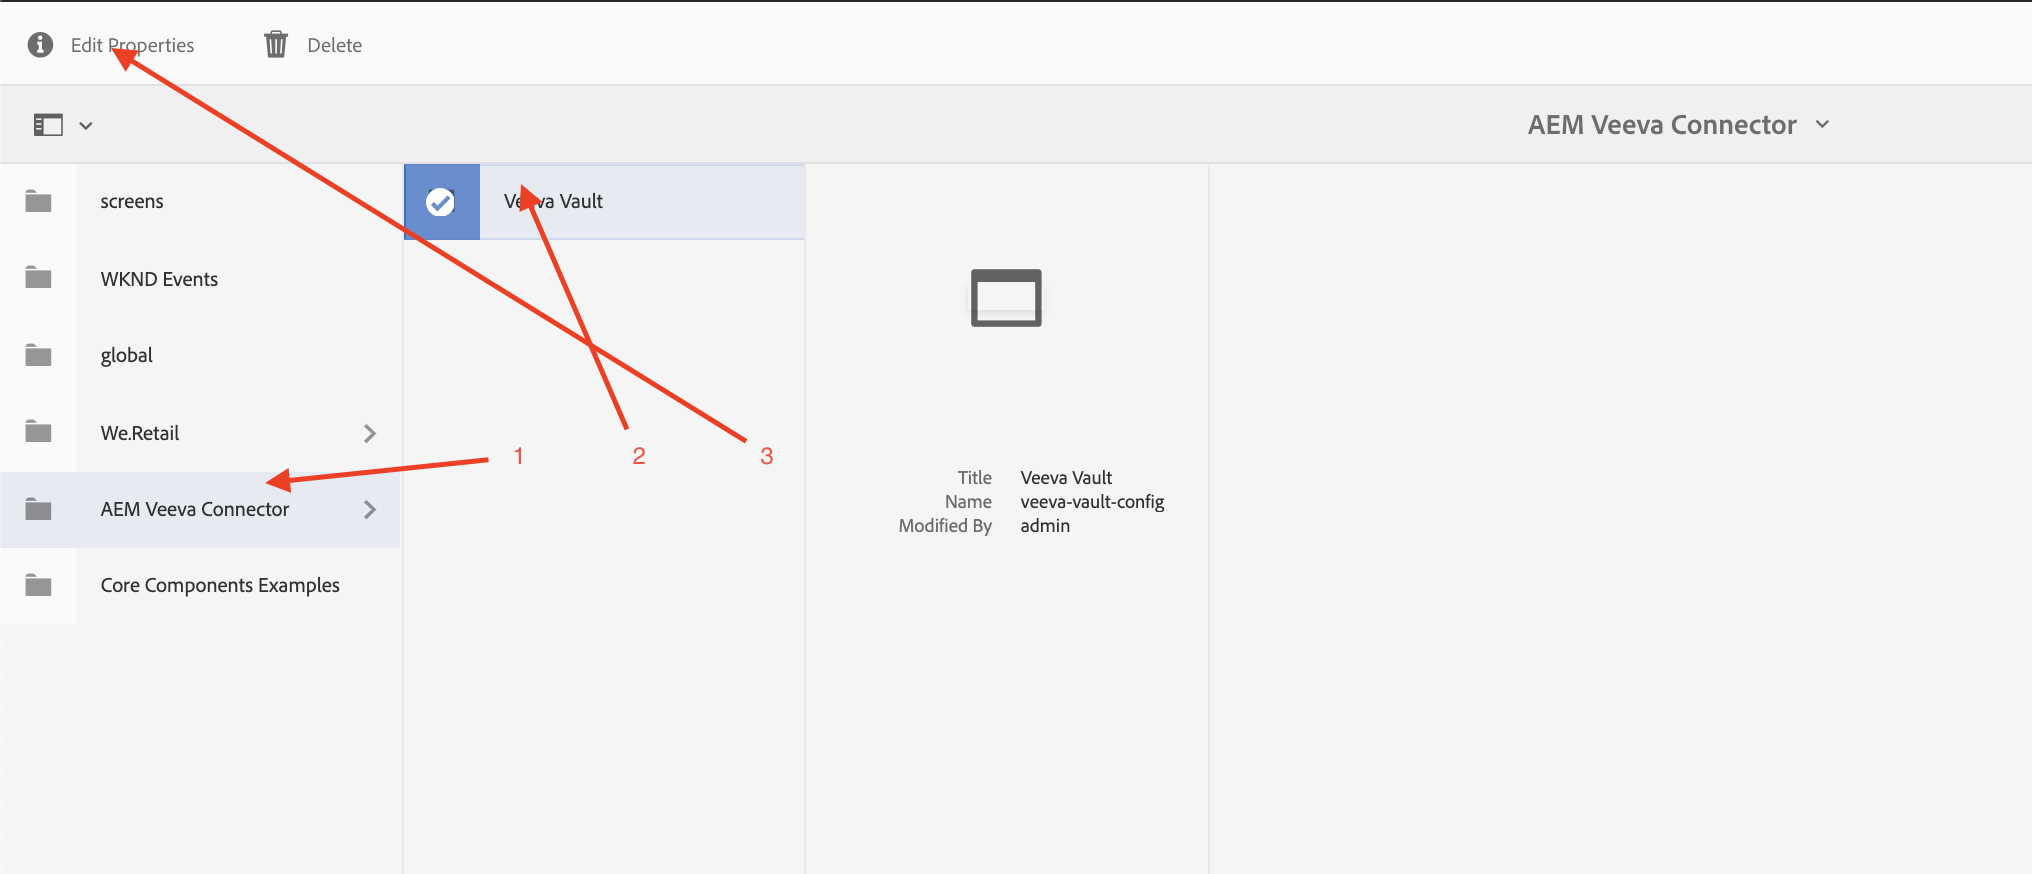 Edit Properties
Delete
AEM Veeva Connector
screens
Veeva Vault
WKND Events
global
We.Retail
1
2
3
AEM Veeva Connector
Core Components Examples
Title Veeva Vault
Name veeva-vault-config
Modified By admin